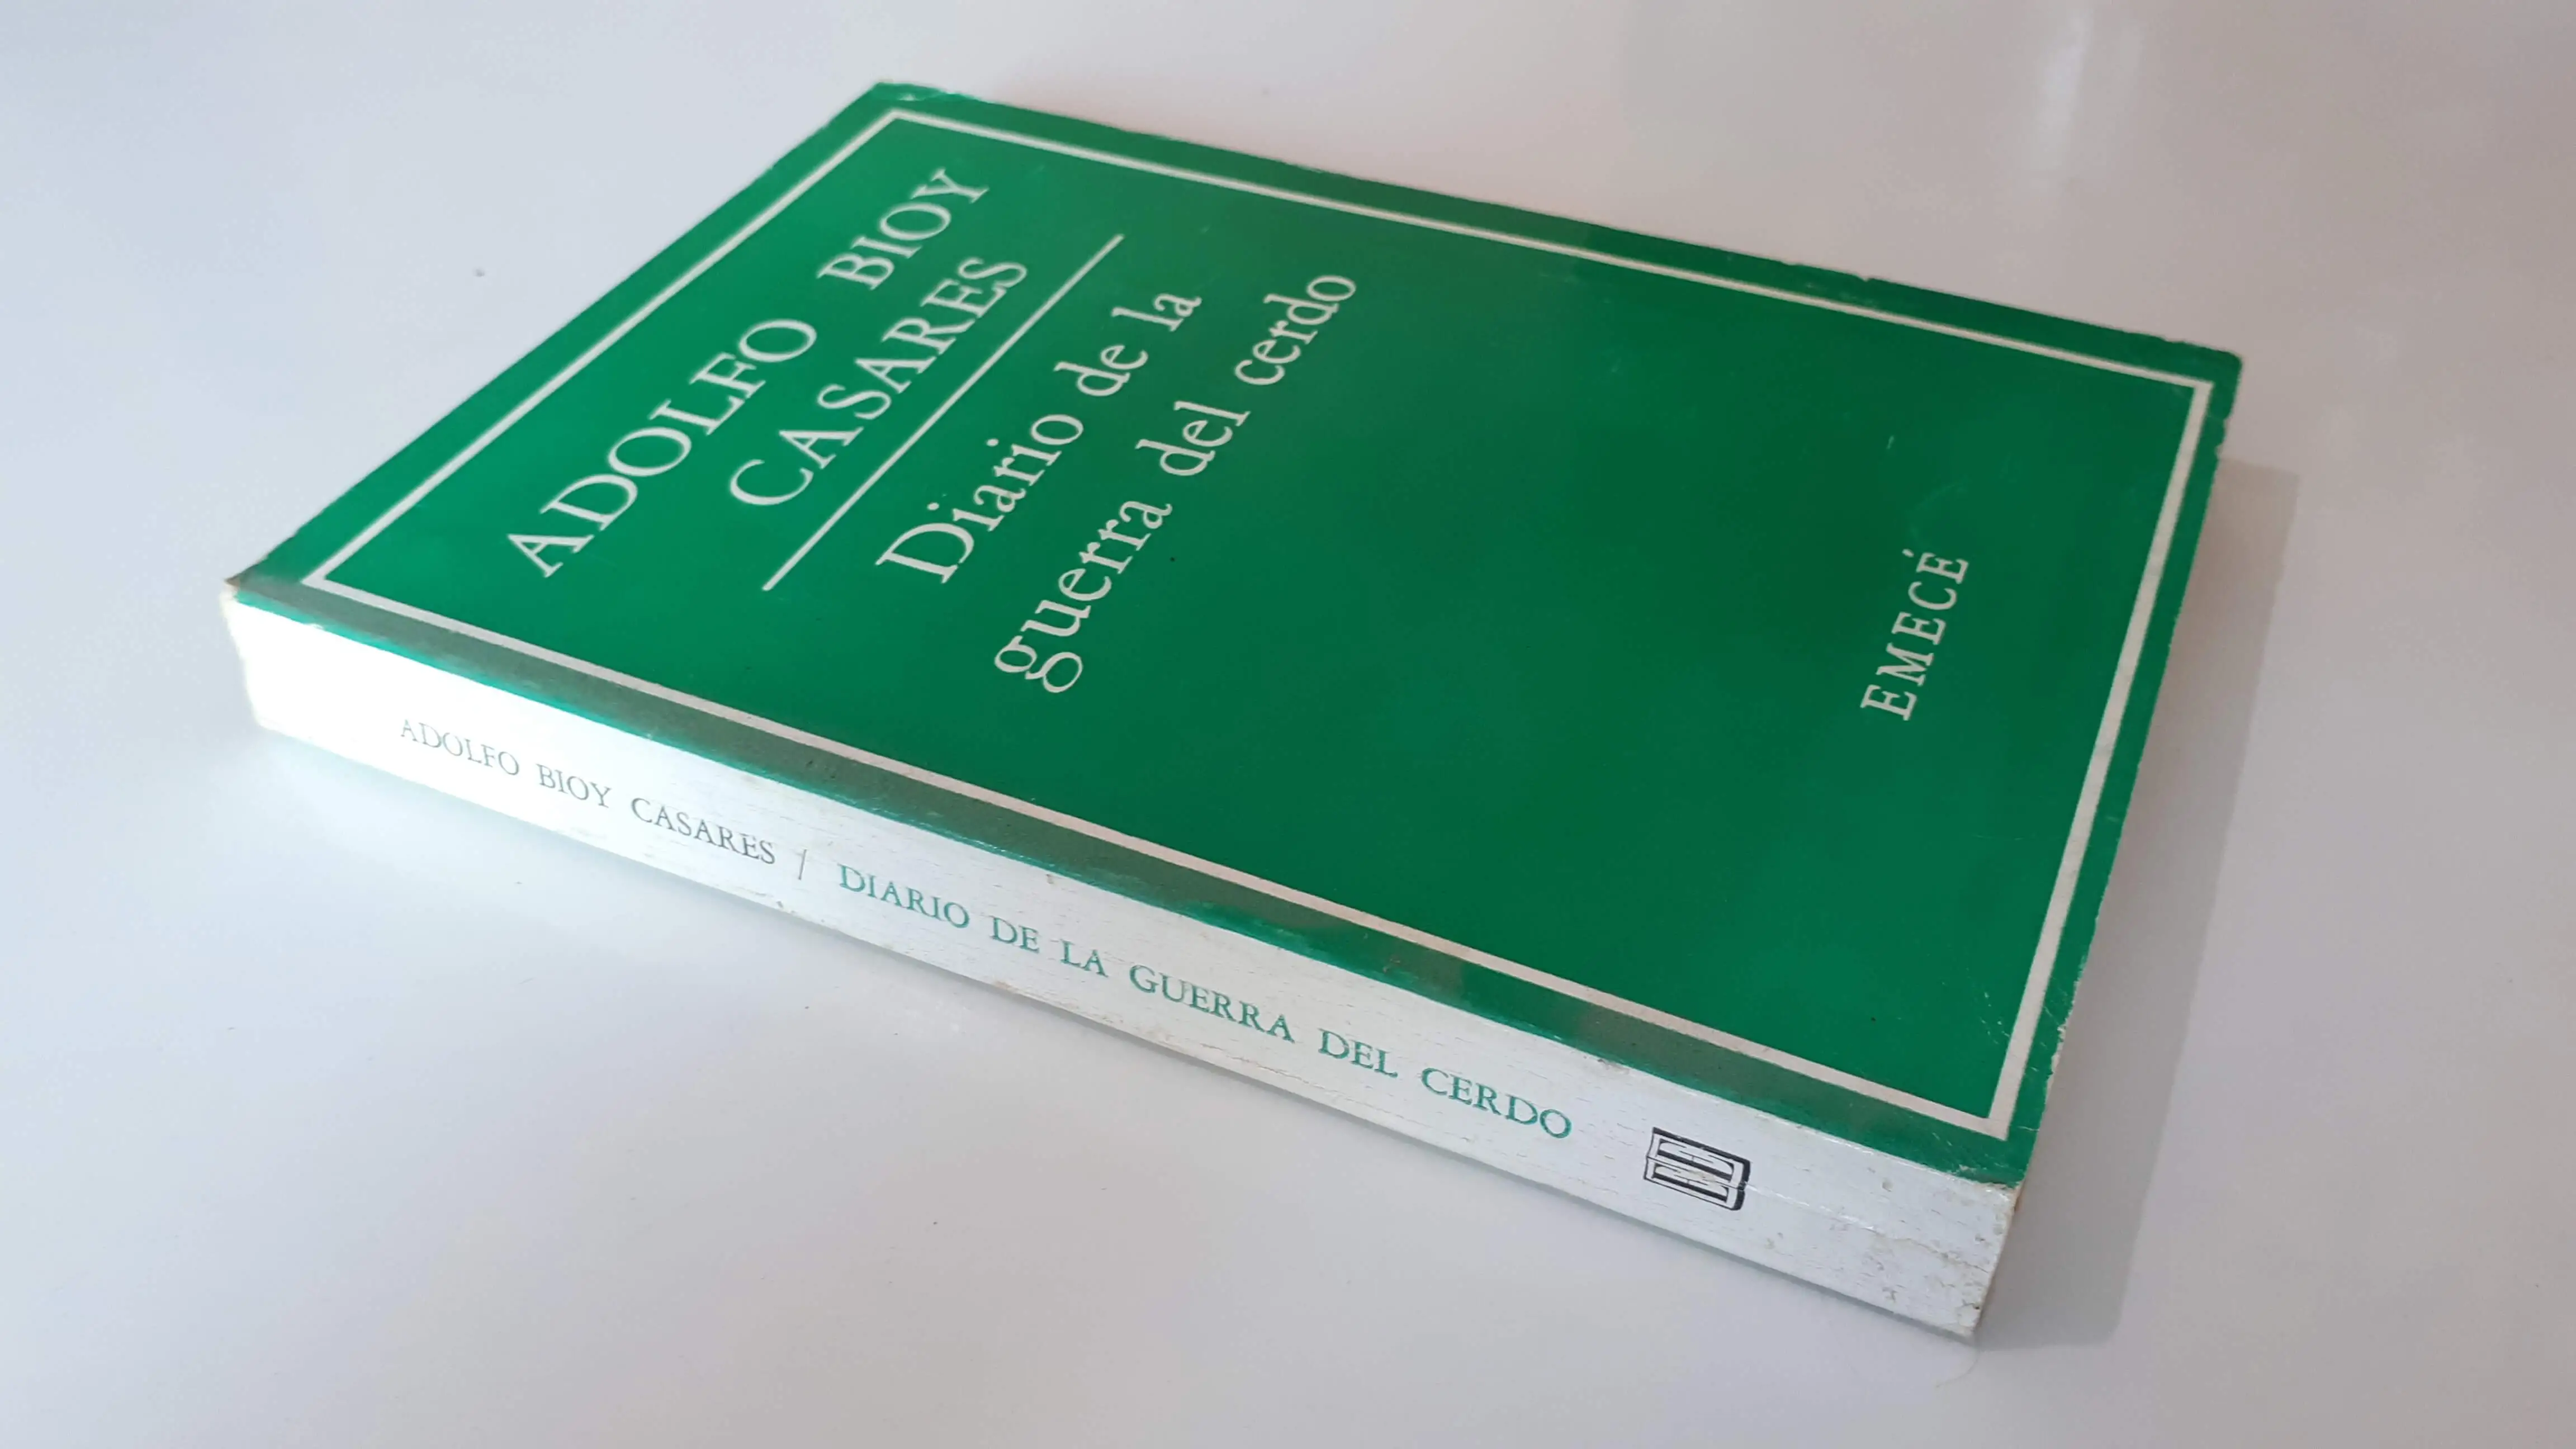 ADOLFO BIOY
CASARES
Diario de la
guerra del cerdo
EMECÉ
ADOLFO BIOY CASARES / DIARIO DE LA GUERRA DEL CERDO